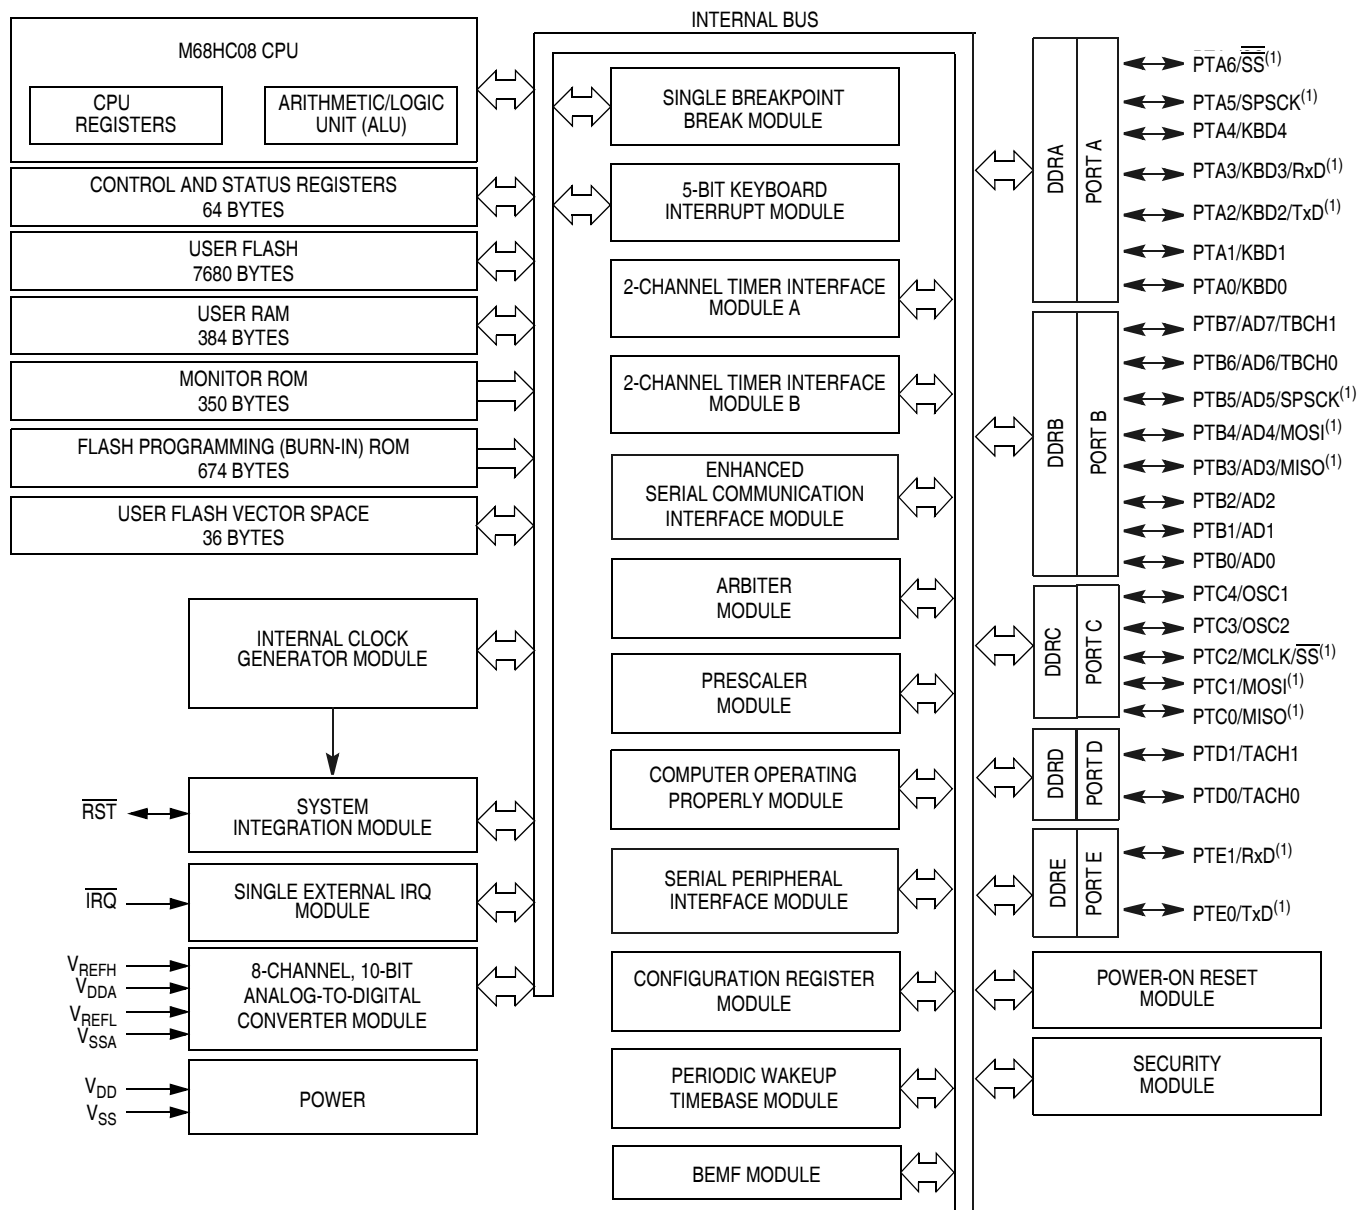 INTERNAL BUS
M68HC08 CPU
CPU
REGISTERS
ARITHMETIC/LOGIC
UNIT (ALU)
CONTROL AND STATUS REGISTERS
64 BYTES
USER FLASH
7680 BYTES
USER RAM
384 BYTES
MONITOR ROM
350 BYTES
FLASH PROGRAMMING (BURN-IN) ROM
674 BYTES
USER FLASH VECTOR SPACE
36 BYTES
INTERNAL CLOCK
GENERATOR MODULE
RST
SYSTEM
INTEGRATION MODULE
IRQ
SINGLE EXTERNAL IRQ
MODULE
VREFH
VDDA
VREFL
VSSA
8-CHANNEL, 10-BIT
ANALOG-TO-DIGITAL
CONVERTER MODULE
VDD
VSS
POWER
SINGLE BREAKPOINT
BREAK MODULE
5-BIT KEYBOARD
INTERRUPT MODULE
2-CHANNEL TIMER INTERFACE
MODULE A
2-CHANNEL TIMER INTERFACE
MODULE B
ENHANCED
SERIAL COMMUNICATION
INTERFACE MODULE
ARBITER
MODULE
PRESCALER
MODULE
COMPUTER OPERATING
PROPERLY MODULE
SERIAL PERIPHERAL
INTERFACE MODULE
CONFIGURATION REGISTER
MODULE
PERIODIC WAKEUP
TIMEBASE MODULE
BEMF MODULE
DDRA
PORT A
PTA6/SS(1)
PTA5/SPSCK(1)
PTA4/KBD4
PTA3/KBD3/RxD(1)
PTA2/KBD2/TxD(1)
PTA1/KBD1
PTA0/KBD0
DDRB
PORT B
PTB7/AD7/TBCH1
PTB6/AD6/TBCH0
PTB5/AD5/SPSCK(1)
PTB4/AD4/MOSI(1)
PTB3/AD3/MISO(1)
PTB2/AD2
PTB1/AD1
PTB0/AD0
DDRC
PORT C
PTC4/OSC1
PTC3/OSC2
PTC2/MCLK/SS(1)
PTC1/MOSI(1)
PTC0/MISO(1)
DDRD
PORT D
PTD1/TACH1
PTD0/TACH0
DDRE
PORT E
PTE1/RxD(1)
PTE0/TxD(1)
POWER-ON RESET
MODULE
SECURITY
MODULE